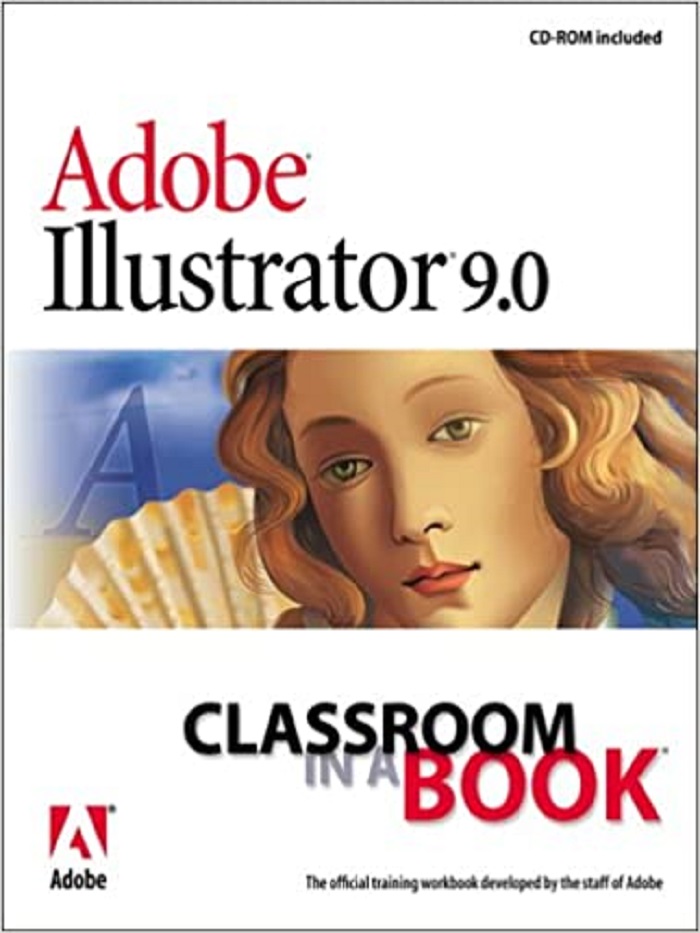 CD-ROM included
Adobe®
Illustrator® 9.0
A
CLASSROOM
IN A BOOK®
Adobe
The official training workbook developed by the staff of Adobe